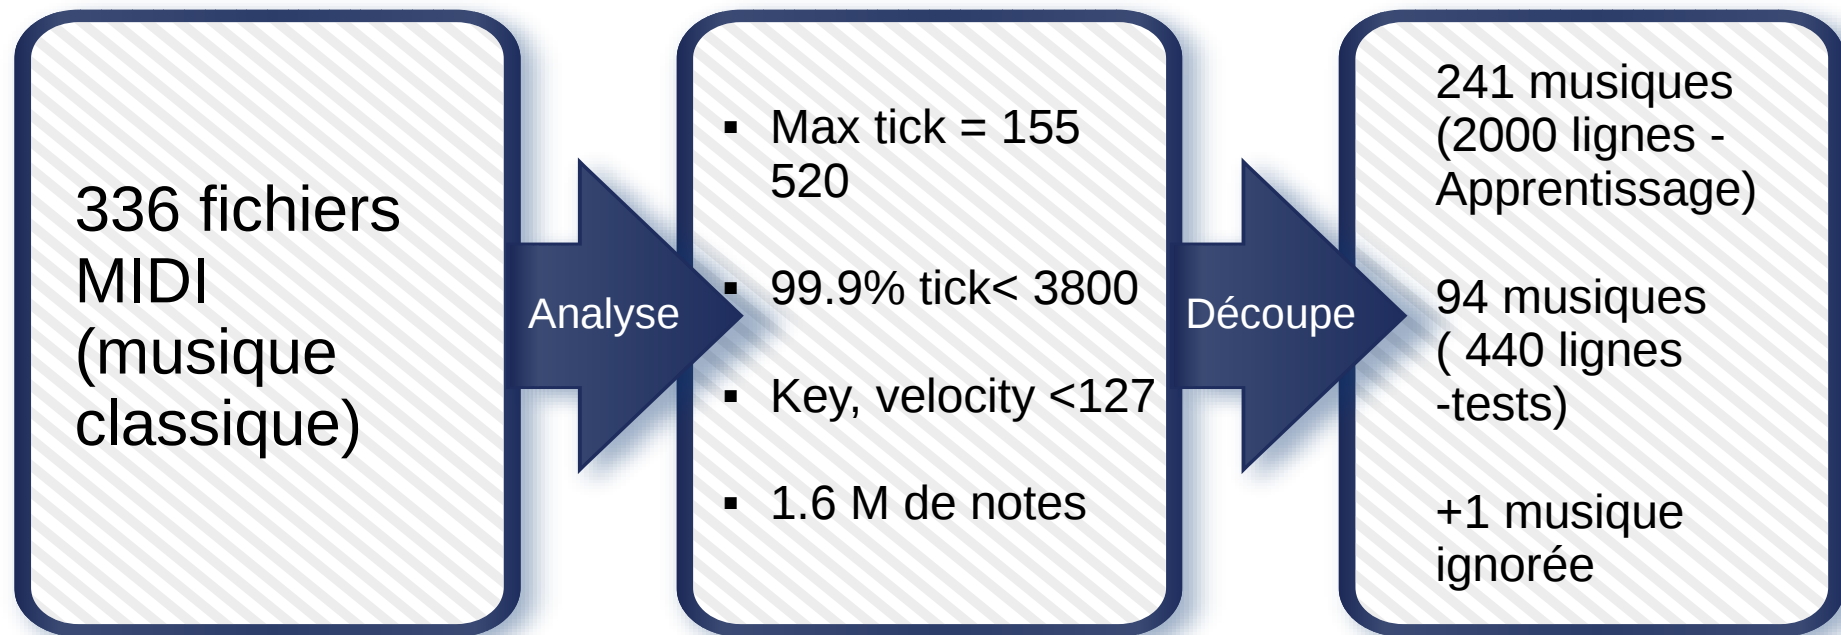 336 fichiers
MIDI
(musique
classique)
Analyse
▪ Max tick = 155
520
▪ 99.9% tick< 3800
▪ Key, velocity <127
▪ 1.6 M de notes
Découpe
241 musiques
(2000 lignes -
Apprentissage)
94 musiques
( 440 lignes
-tests)
+1 musique
ignorée